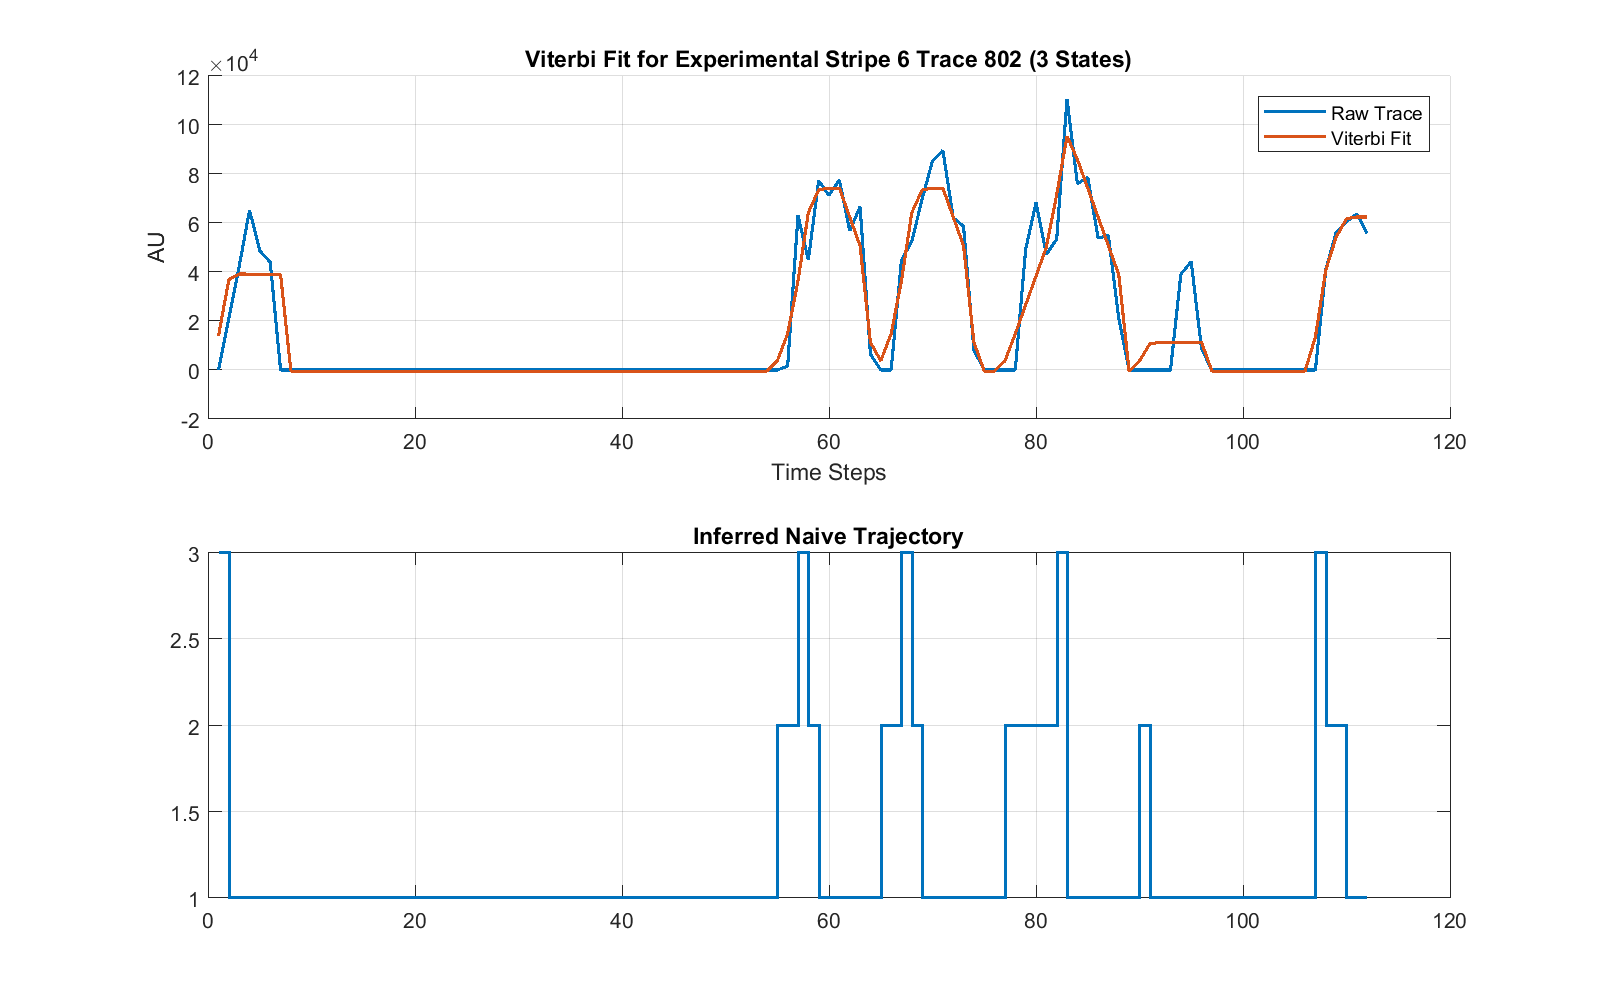 Viterbi Fit for Experimental Stripe 6 Trace 802 (3 States)
×10⁴
12
10
8
6
4
2
0
-2
AU
Raw Trace
Viterbi Fit
0 20 40 60 80 100 120
Time Steps
Inferred Naive Trajectory
3
2.5
2
1.5
1
0 20 40 60 80 100 120